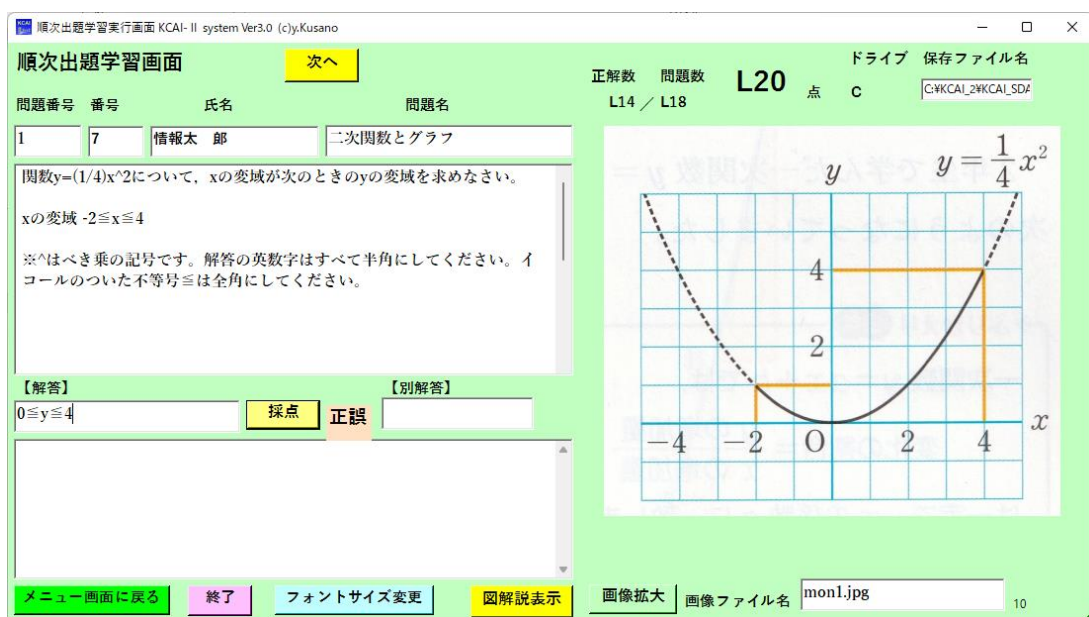 順次出題学習実行画面 KCAI-Ⅱ system Ver3.0 (c)y.Kusano
順次出題学習画面
次へ
正解数 問題数
L14 / L18
L20 点
ドライブ 保存ファイル名
C C:¥KCAI_2¥KCAI_SDA
問題番号 番号 氏名 問題名
1 7 情報太 郎 二次関数とグラフ
関数y=(1/4)x^2について，xの変域が次のときのyの変域を求めなさい。
xの変域 -2≦x≦4
※^はべき乗の記号です。解答の英数字はすべて半角にしてください。イ
コールのついた不等号≦は全角にしてください。
【解答】 【別解答】
0≦y≦4 採点 正誤
メニュー画面に戻る 終了 フォントサイズ変更 図解説表示
y y = 1/4 x²
4
2
−4 −2 O 2 4 x
画像拡大 画像ファイル名 mon1.jpg 10